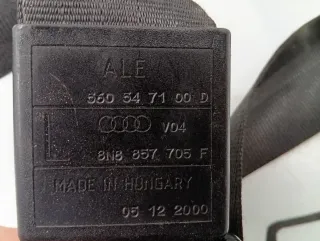 ALE
560 54 71 00 D
V04
L 8N8 857 705 F
MADE IN HUNGARY
05 12 2000